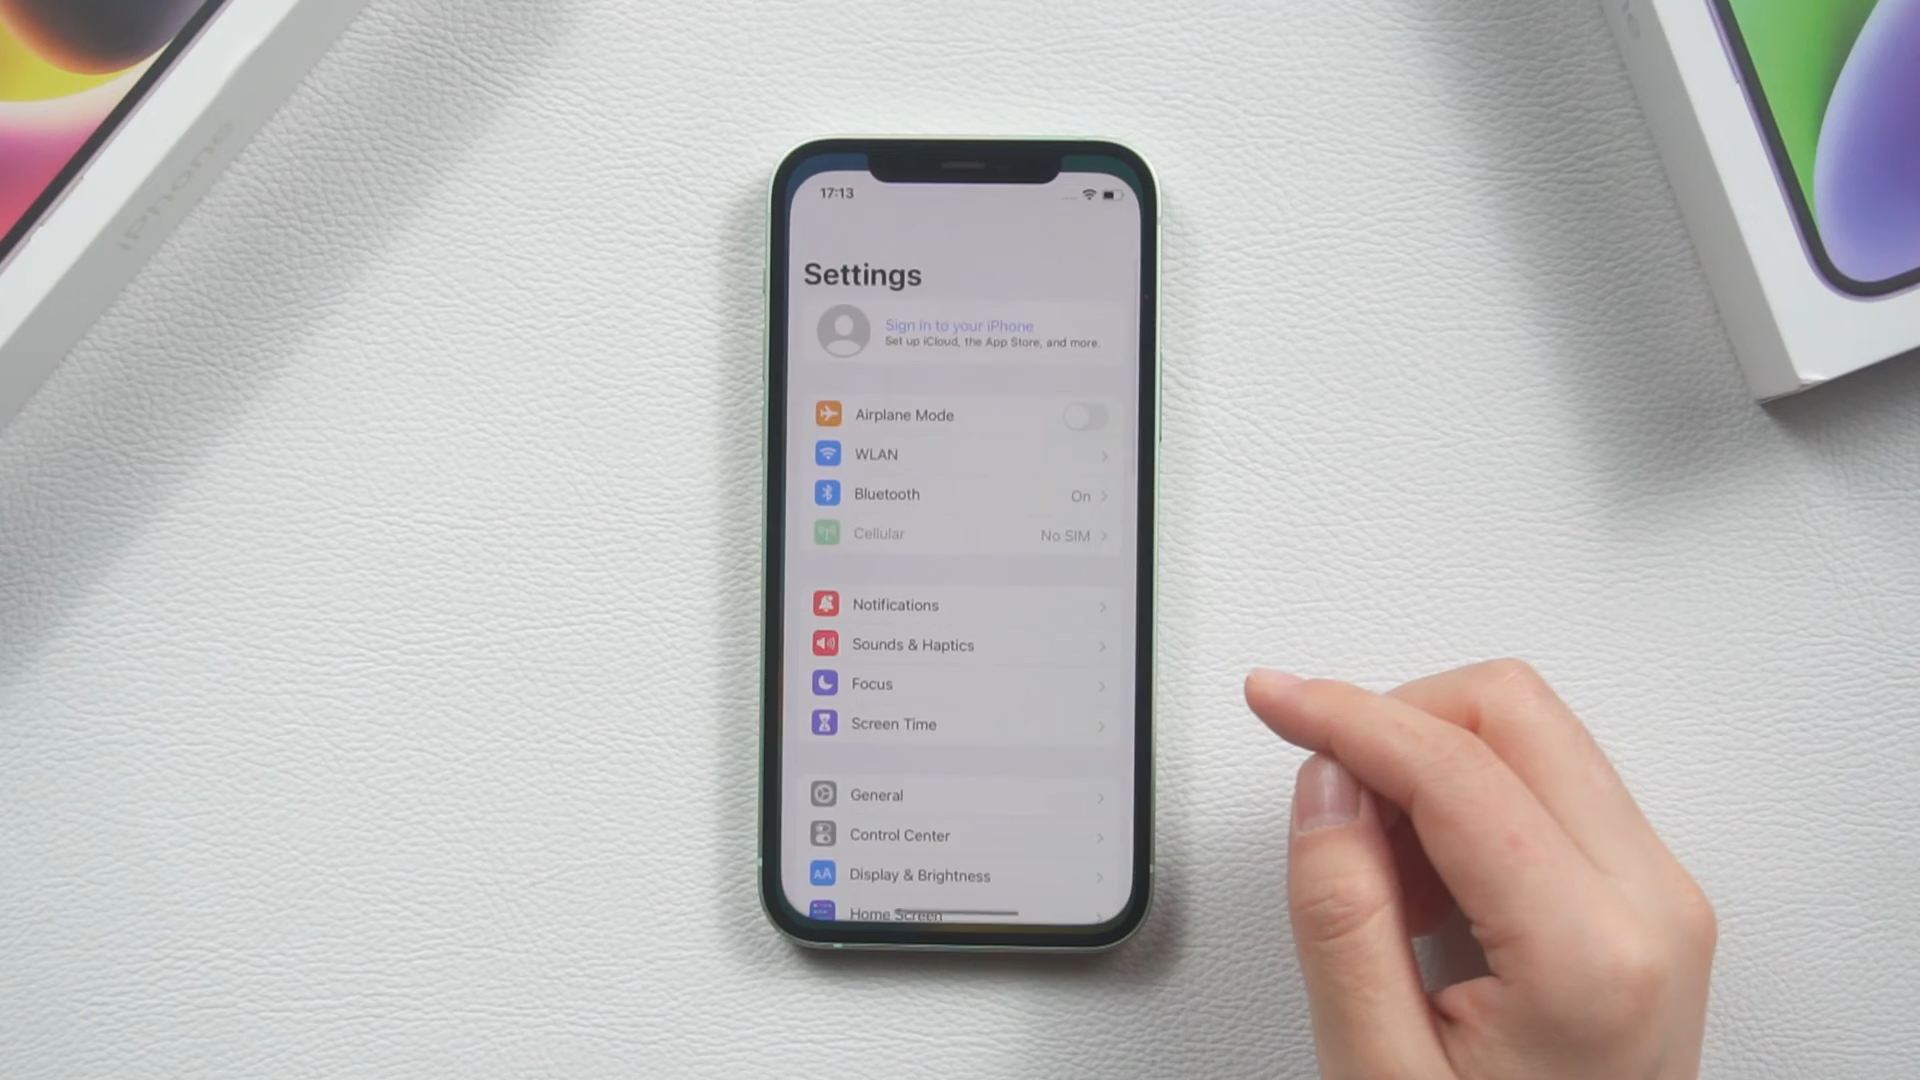 iPhone
17:13
Settings
Sign in to your iPhone
Set up iCloud, the App Store, and more.
Airplane Mode
WLAN
Bluetooth On
Cellular No SIM
Notifications
Sounds & Haptics
Focus
Screen Time
General
Control Center
AA Display & Brightness
Home Screen